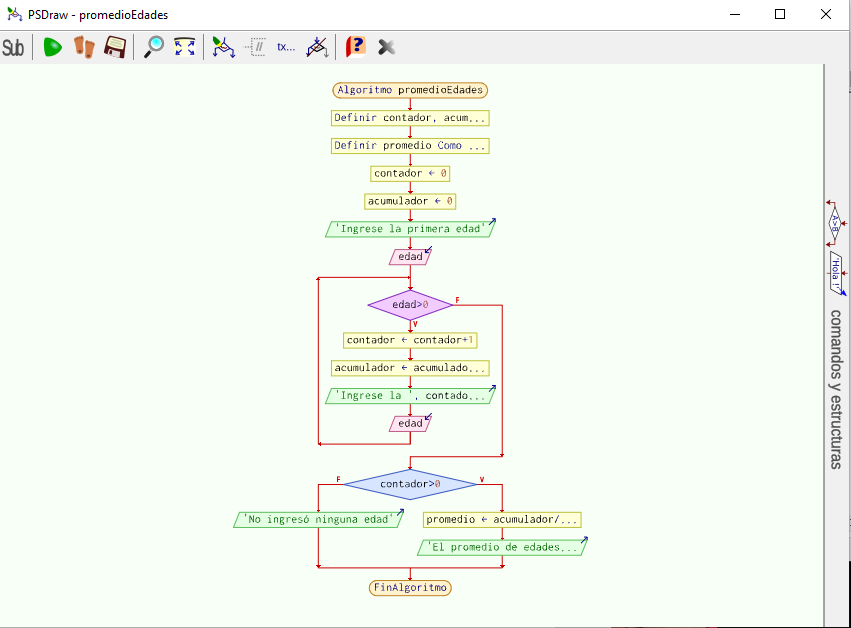 PSDraw - promedioEdades
Sub
tx...
?
Algoritmo promedioEdades
Definir contador, acum...
Definir promedio Como ...
contador ← 0
acumulador ← 0
'Ingrese la primera edad'
edad
edad>0
F
V
contador ← contador+1
acumulador ← acumulado...
'Ingrese la ', contado...
edad
contador>0
F
V
'No ingresó ninguna edad'
promedio ← acumulador/...
'El promedio de edades...
FinAlgoritmo
A>B
'Hola !'
comandos y estructuras